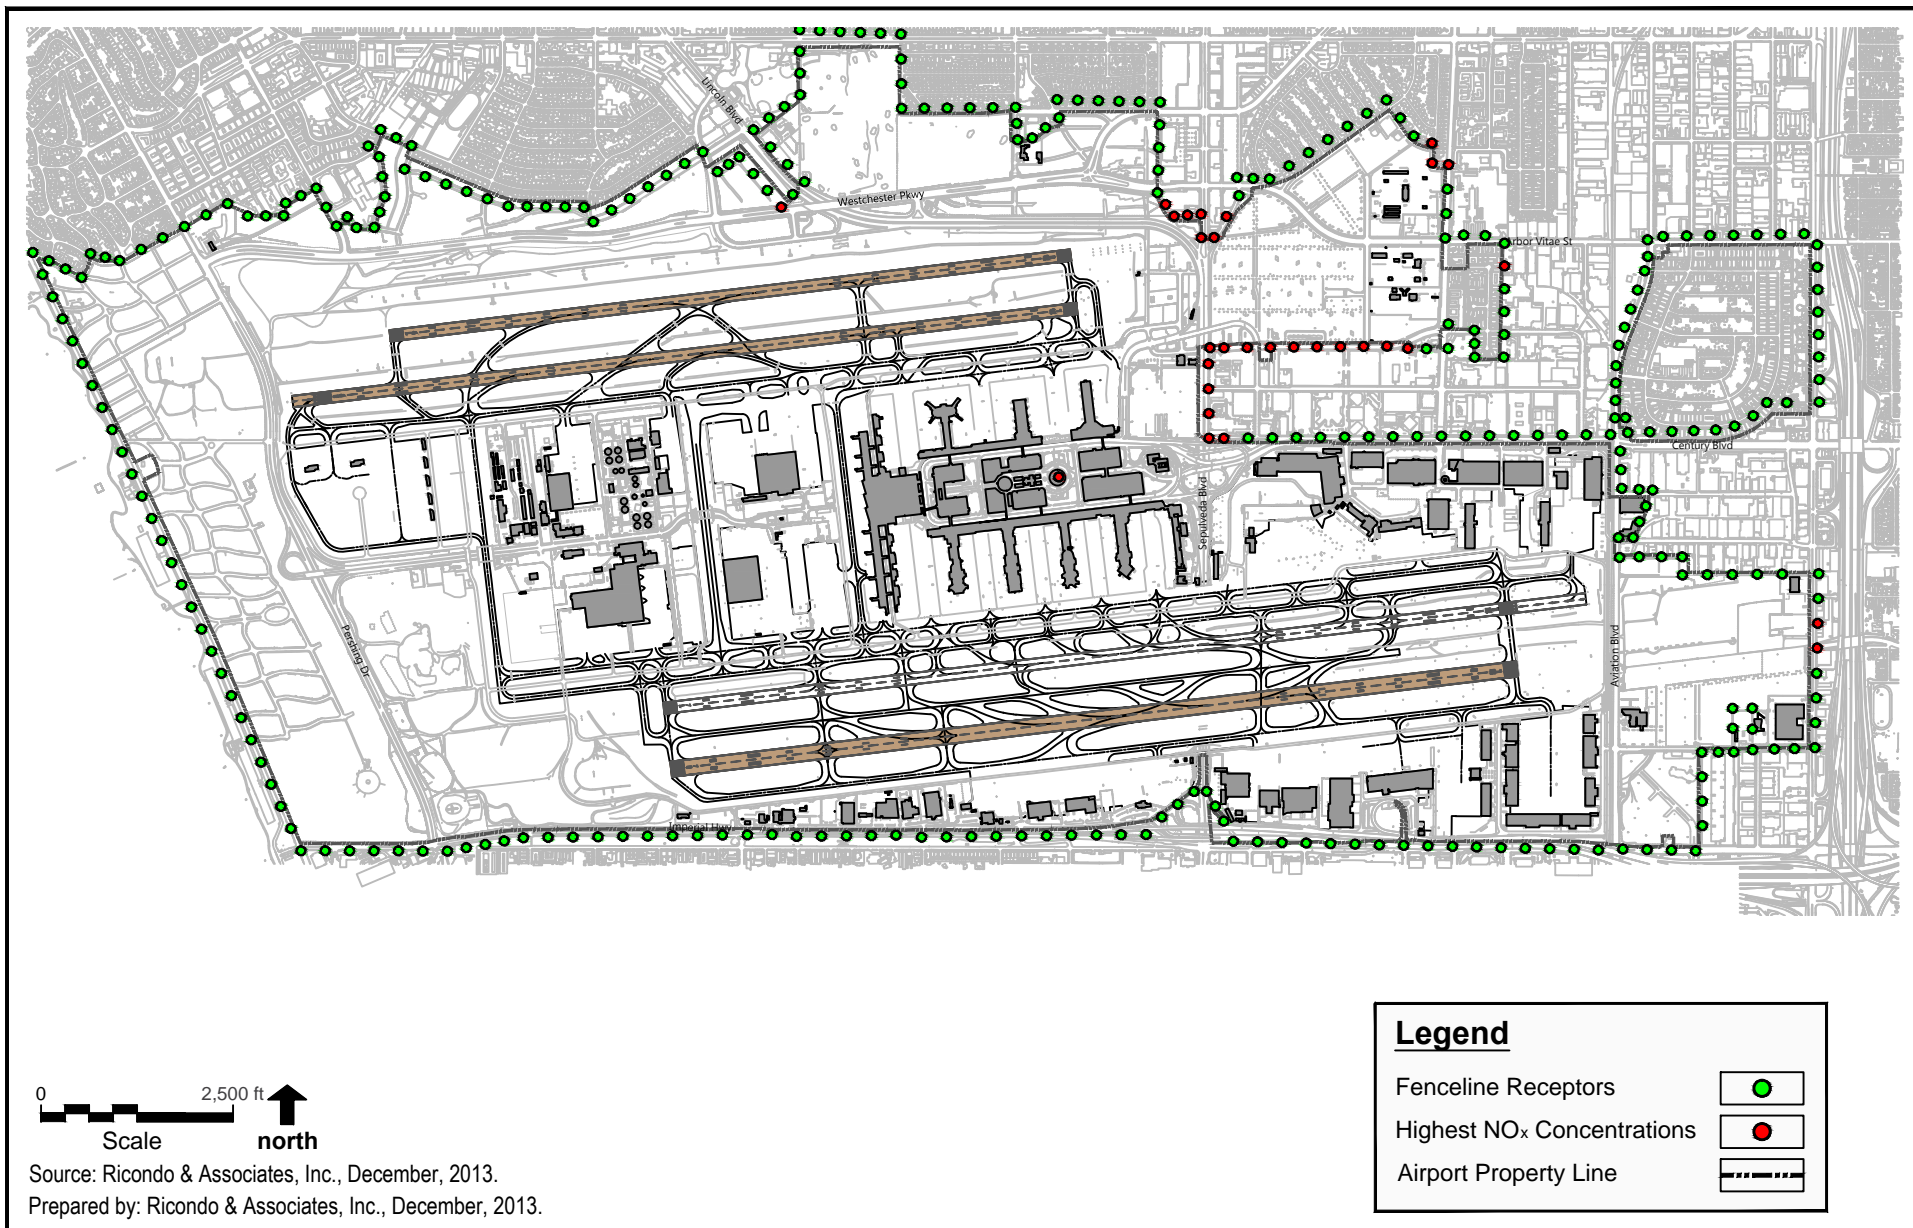 Lincoln Blvd
Westchester Pkwy
Arbor Vitae St
Century Blvd
Sepulveda Blvd
Pershing Dr
Aviation Blvd
Imperial Hwy
Legend
Fenceline Receptors
Highest NOx Concentrations
Airport Property Line
0 2,500 ft
Scale north
Source: Ricondo & Associates, Inc., December, 2013.
Prepared by: Ricondo & Associates, Inc., December, 2013.